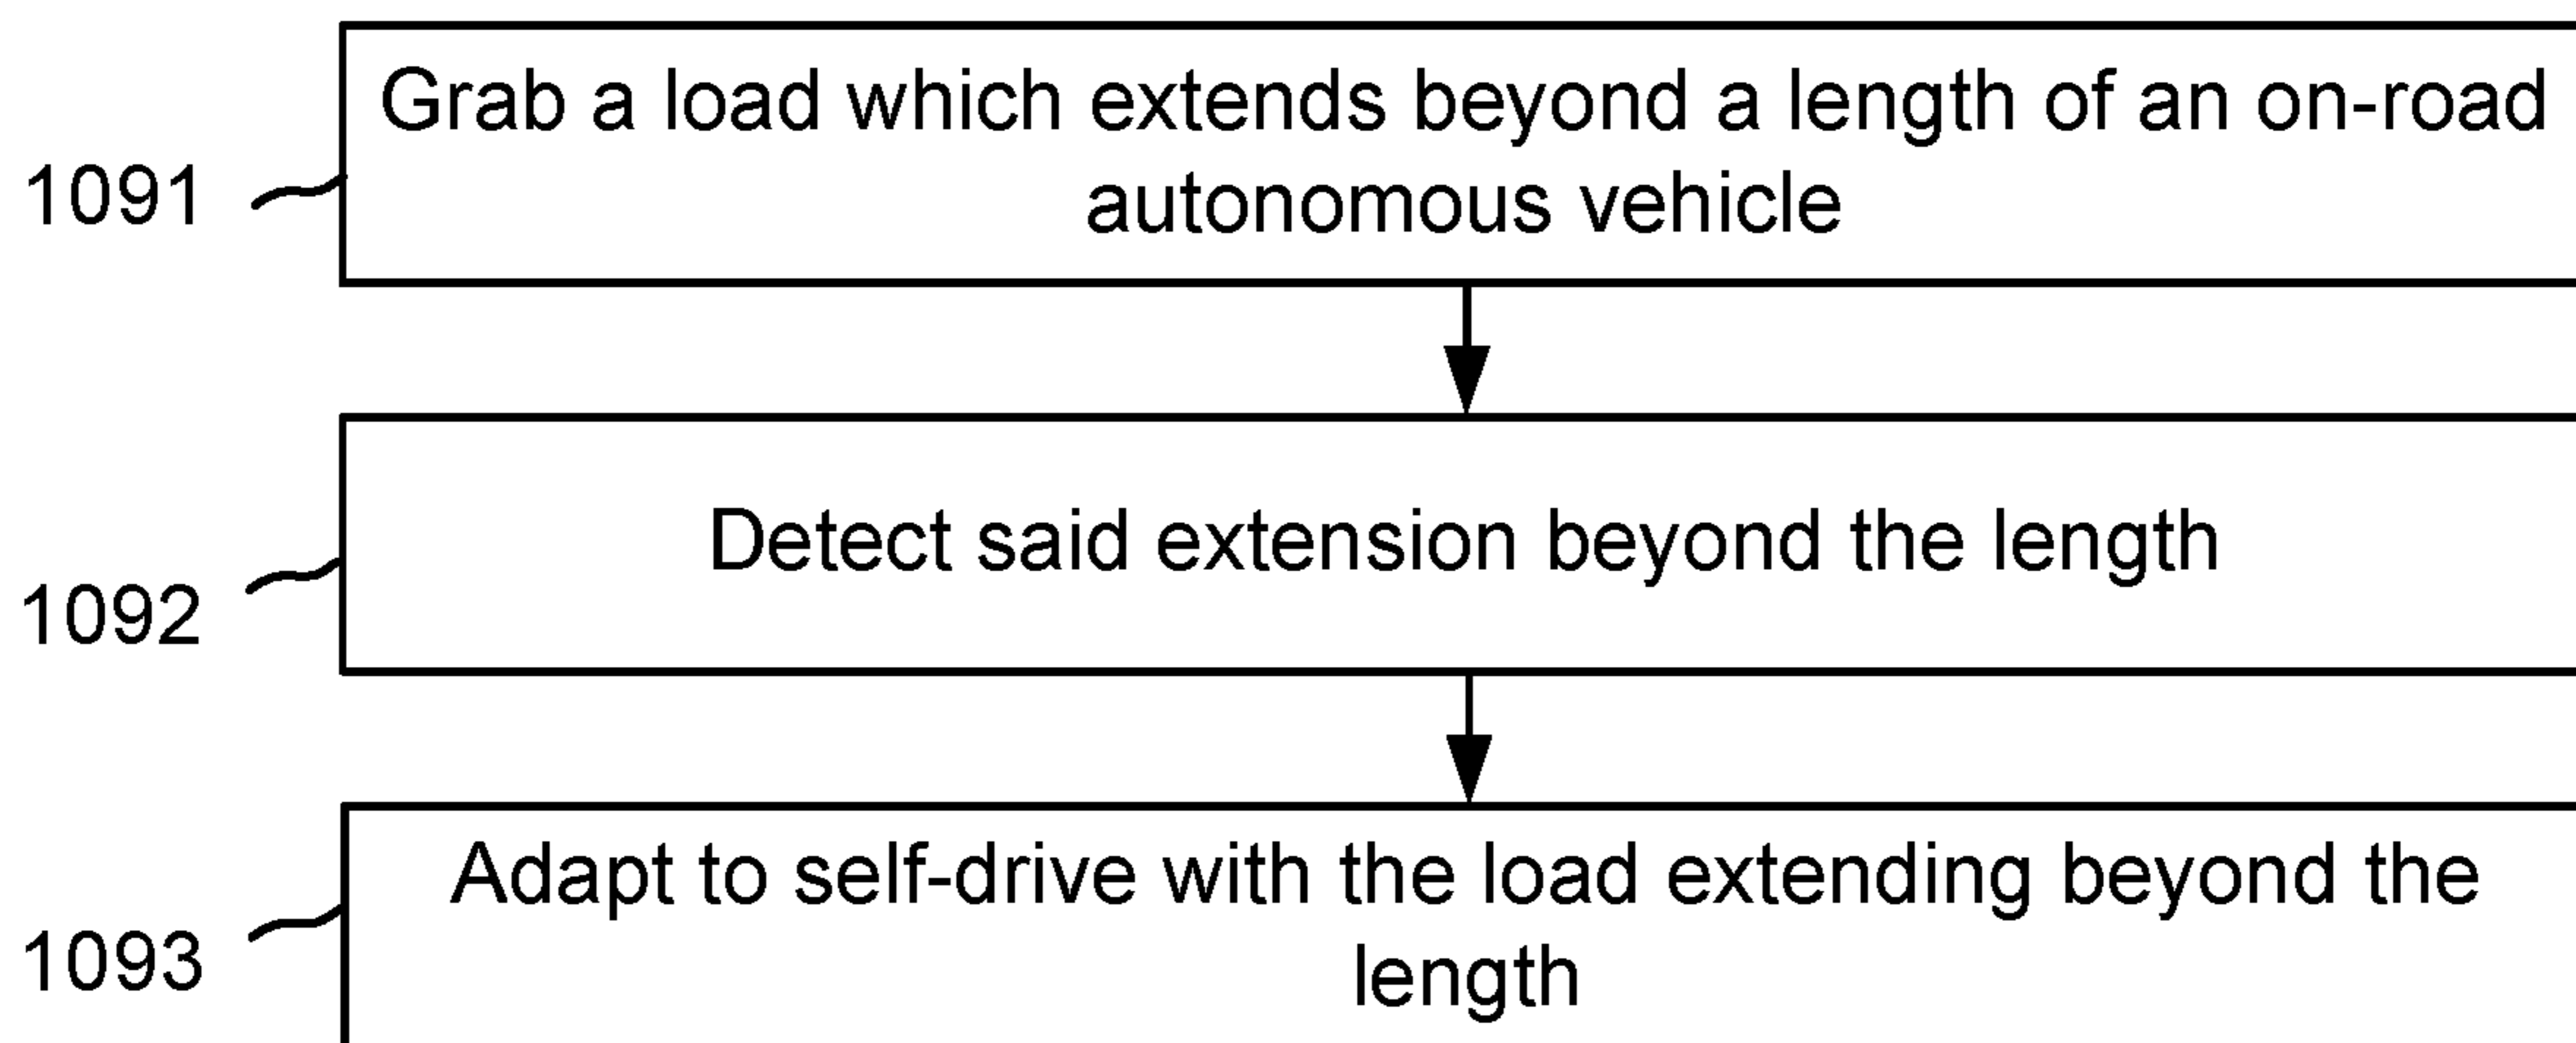 Grab a load which extends beyond a length of an on-road
autonomous vehicle
1091
Detect said extension beyond the length
1092
Adapt to self-drive with the load extending beyond the
length
1093